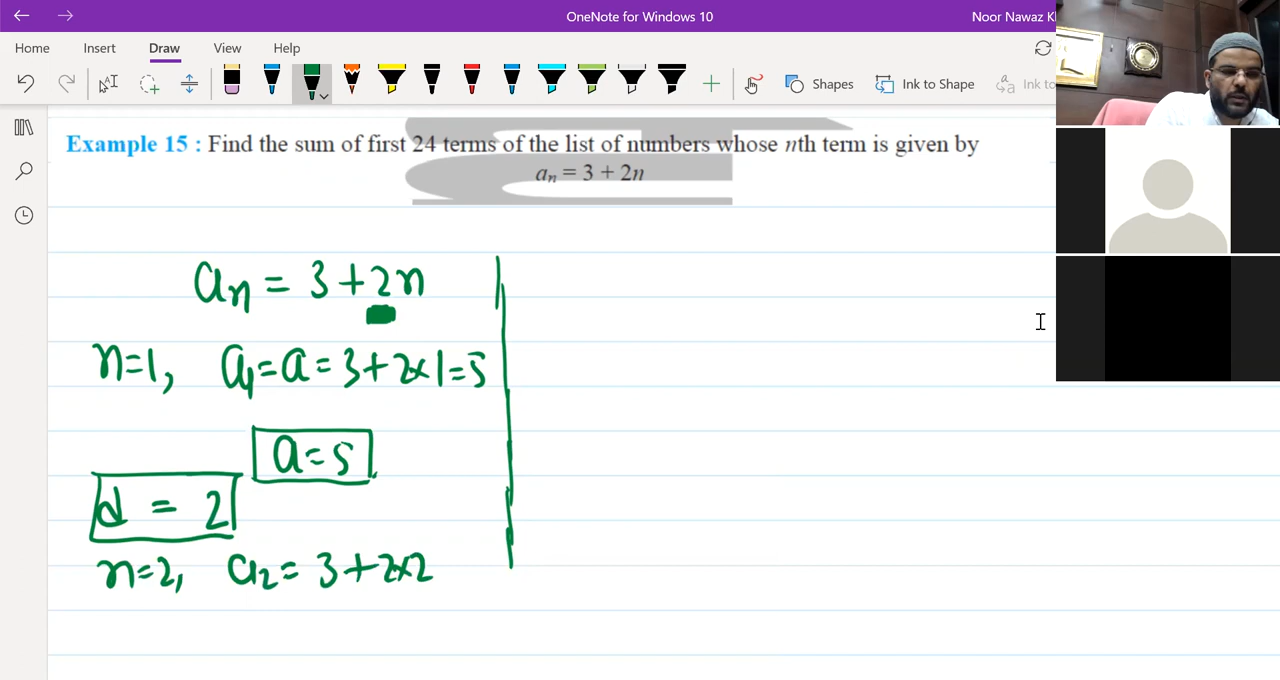 OneNote for Windows 10
Noor Nawaz K
Home Insert Draw View Help
Shapes Ink to Shape Ink to
Example 15 : Find the sum of first 24 terms of the list of numbers whose nth term is given by
aₙ = 3 + 2n
aₙ = 3 + 2n
n=1, a₁=a=3+2×1=5
a=5
d = 2
n=2, a₂=3+2×2